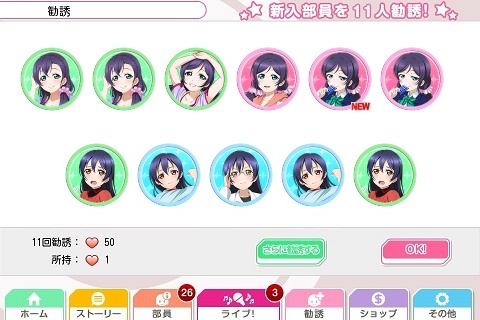 勧誘
新入部員を11人勧誘!
NEW
11回勧誘: 50
所持: 1
さらに勧誘する
OK!
26
3
ホーム
ストーリー
部員
ライブ!
勧誘
ショップ
その他